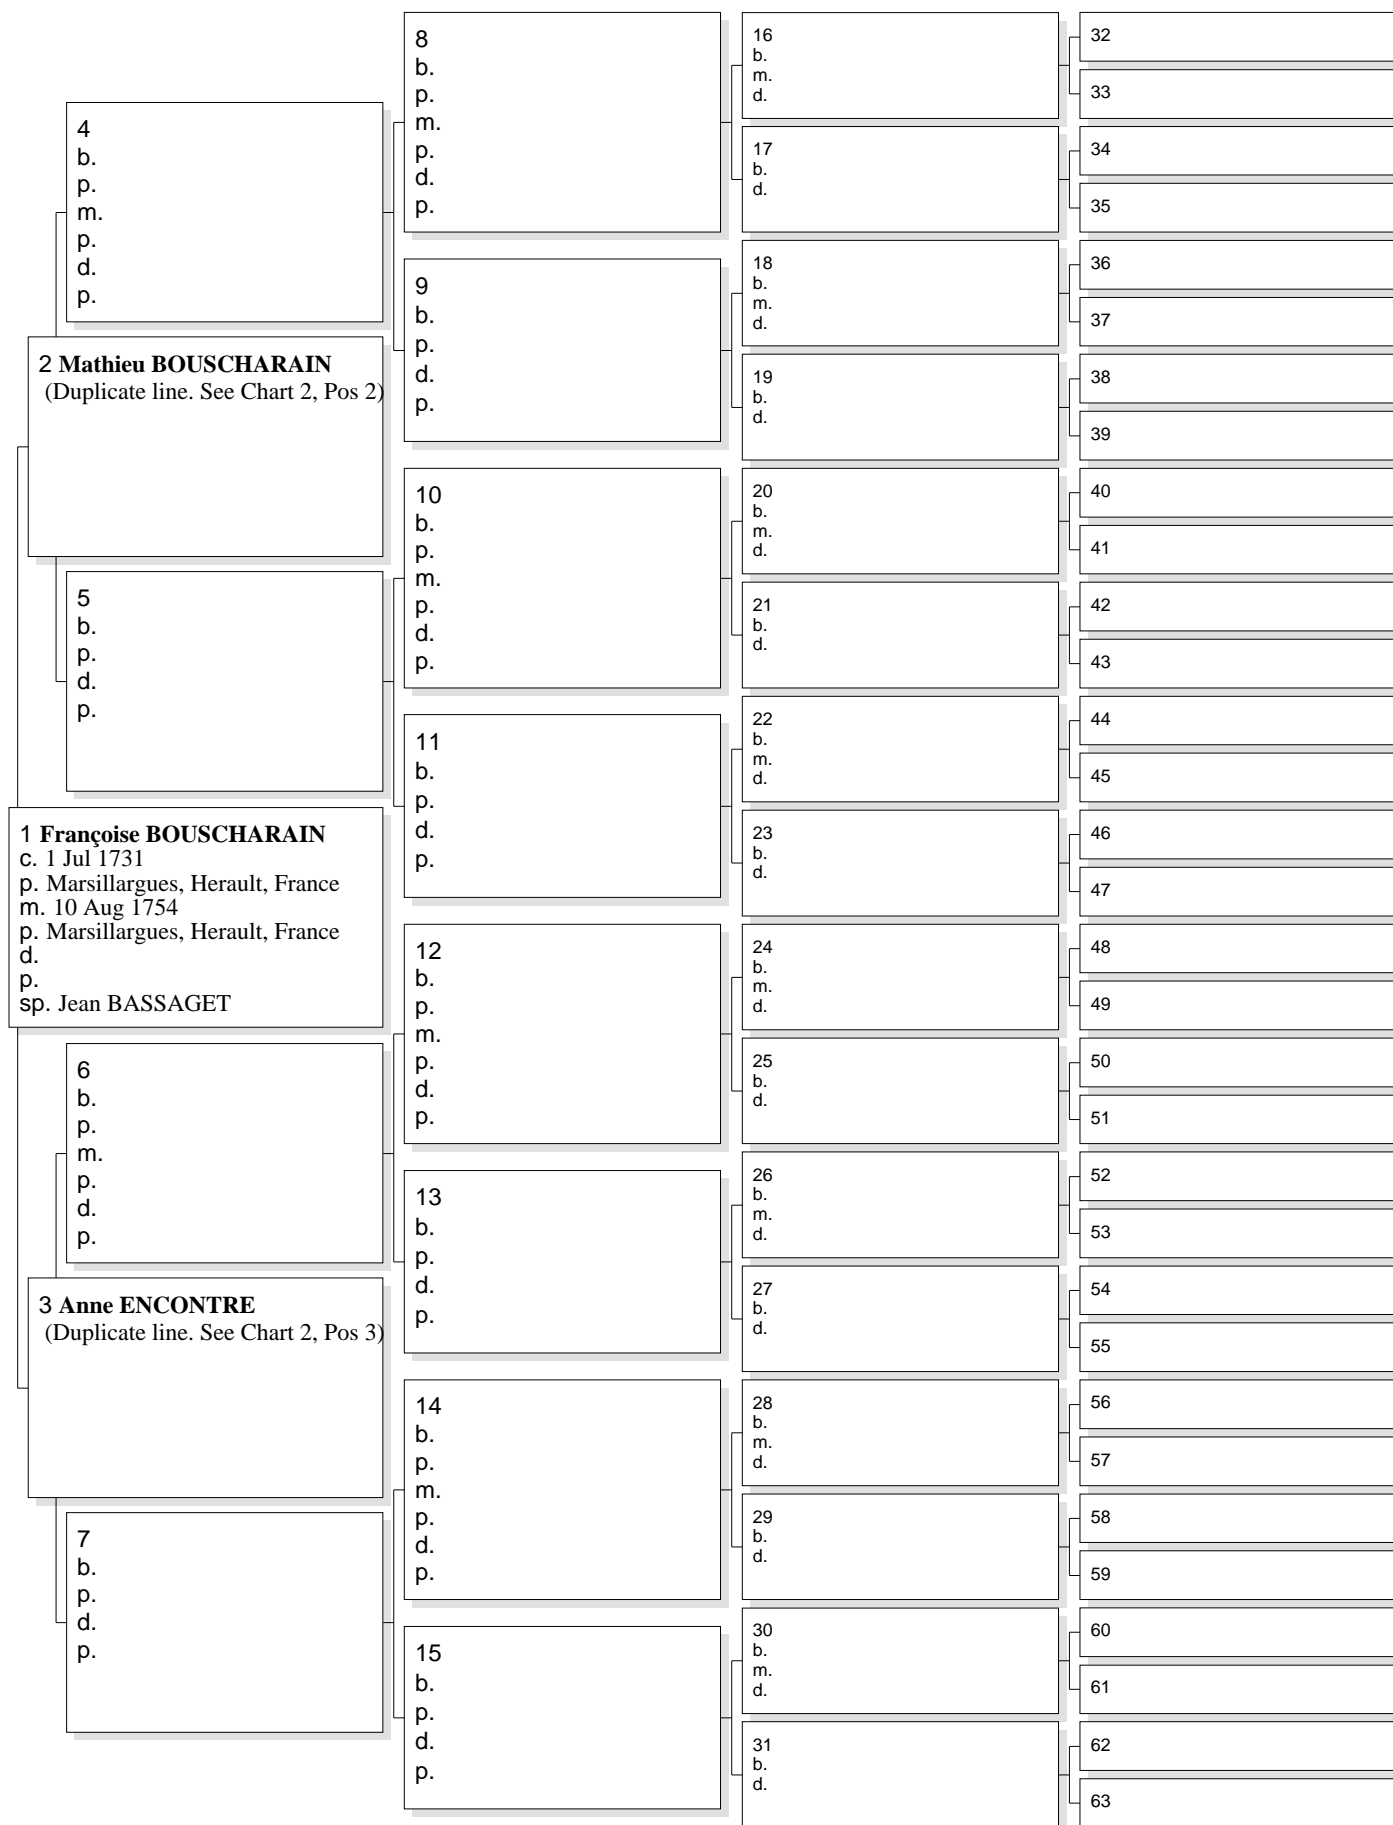 4
b.
p.
m.
p.
d.
p.
2 Mathieu BOUSCHARAIN
(Duplicate line. See Chart 2, Pos 2)
5
b.
p.
d.
p.
1 Françoise BOUSCHARAIN
c. 1 Jul 1731
p. Marsillargues, Herault, France
m. 10 Aug 1754
p. Marsillargues, Herault, France
d.
p.
sp. Jean BASSAGET
6
b.
p.
m.
p.
d.
p.
3 Anne ENCONTRE
(Duplicate line. See Chart 2, Pos 3)
7
b.
p.
d.
p.
8
b.
p.
m.
p.
d.
p.
9
b.
p.
d.
p.
10
b.
p.
m.
p.
d.
p.
11
b.
p.
d.
p.
12
b.
p.
m.
p.
d.
p.
13
b.
p.
d.
p.
14
b.
p.
m.
p.
d.
p.
15
b.
p.
d.
p.
16
b.
m.
d.
17
b.
d.
18
b.
m.
d.
19
b.
d.
20
b.
m.
d.
21
b.
d.
22
b.
m.
d.
23
b.
d.
24
b.
m.
d.
25
b.
d.
26
b.
m.
d.
27
b.
d.
28
b.
m.
d.
29
b.
d.
30
b.
m.
d.
31
b.
d.
32
33
34
35
36
37
38
39
40
41
42
43
44
45
46
47
48
49
50
51
52
53
54
55
56
57
58
59
60
61
62
63